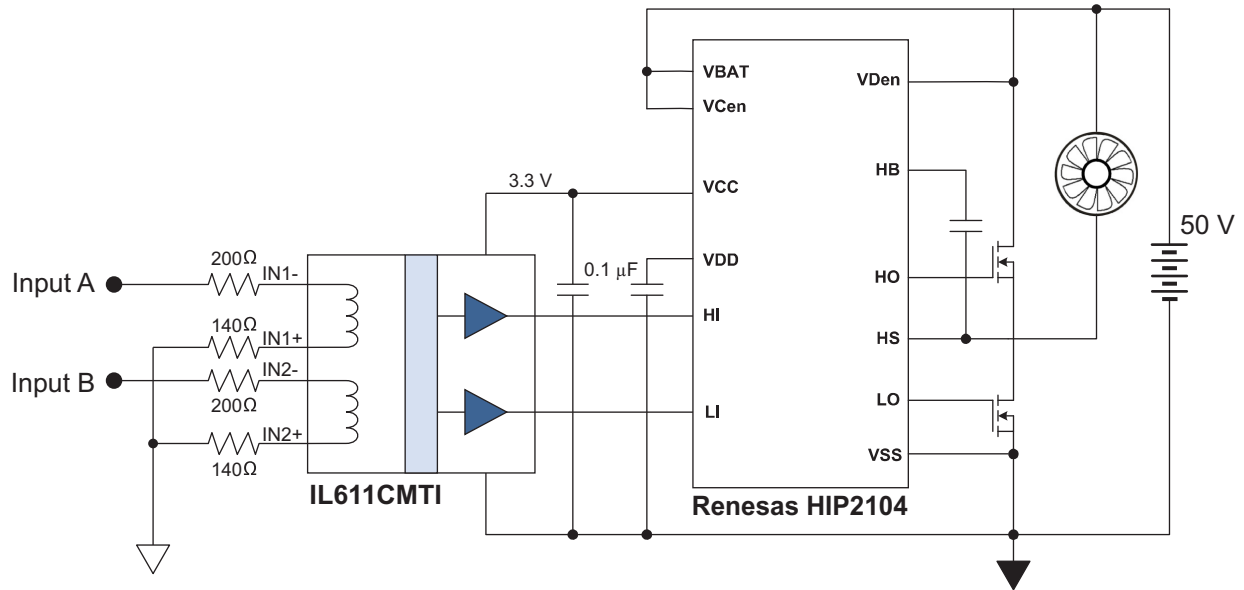 VBAT
VCen
VDen
HB
50 V
3.3 V
VCC
VDD
0.1 μF
200Ω
Input A
IN1-
HO
HI
140Ω
IN1+
HS
Input B
IN2-
200Ω
LO
LI
IN2+
140Ω
VSS
IL611CMTI
Renesas HIP2104